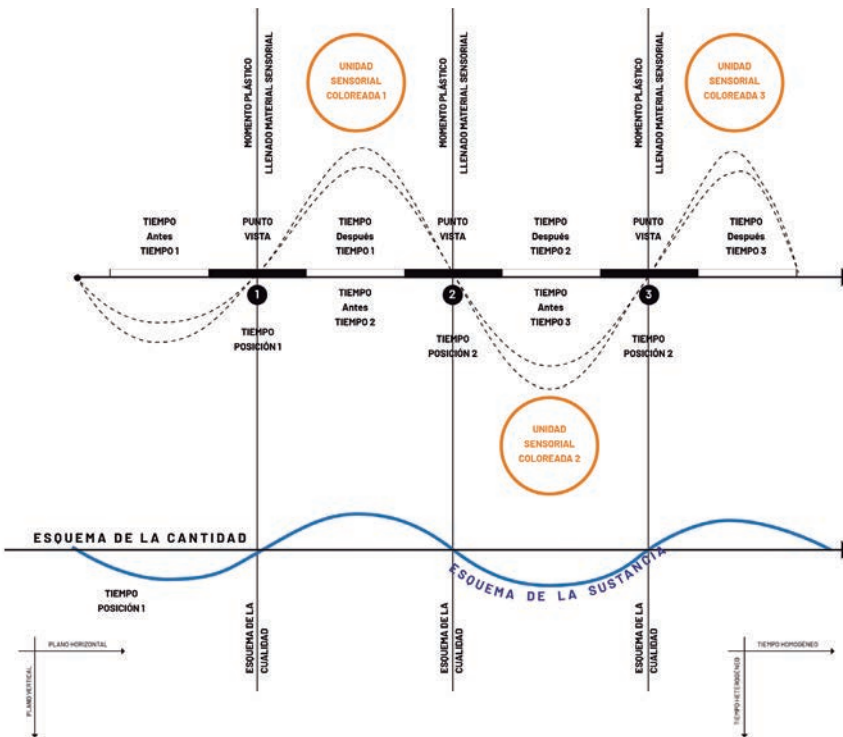 MOMENTO PLÁSTICO
LLENADO MATERIAL SENSORIAL
UNIDAD
SENSORIAL
COLOREADA 1
MOMENTO PLÁSTICO
LLENADO MATERIAL SENSORIAL
MOMENTO PLÁSTICO
LLENADO MATERIAL SENSORIAL
UNIDAD
SENSORIAL
COLOREADA 3
TIEMPO
Antes
TIEMPO 1
PUNTO
VISTA
TIEMPO
Después
TIEMPO 1
PUNTO
VISTA
TIEMPO
Después
TIEMPO 2
PUNTO
VISTA
TIEMPO
Después
TIEMPO 3
1
2
3
TIEMPO
Antes
TIEMPO 2
TIEMPO
Antes
TIEMPO 3
TIEMPO
POSICIÓN 1
TIEMPO
POSICIÓN 2
TIEMPO
POSICIÓN 2
UNIDAD
SENSORIAL
COLOREADA 2
ESQUEMA DE LA CANTIDAD
ESQUEMA DE LA SUSTANCIA
TIEMPO
POSICIÓN 1
ESQUEMA DE LA
CUALIDAD
ESQUEMA DE LA
CUALIDAD
ESQUEMA DE LA
CUALIDAD
PLANO HORIZONTAL
PLANO VERTICAL
TIEMPO HOMOGÉNEO
TIEMPO HETEROGÉNEO